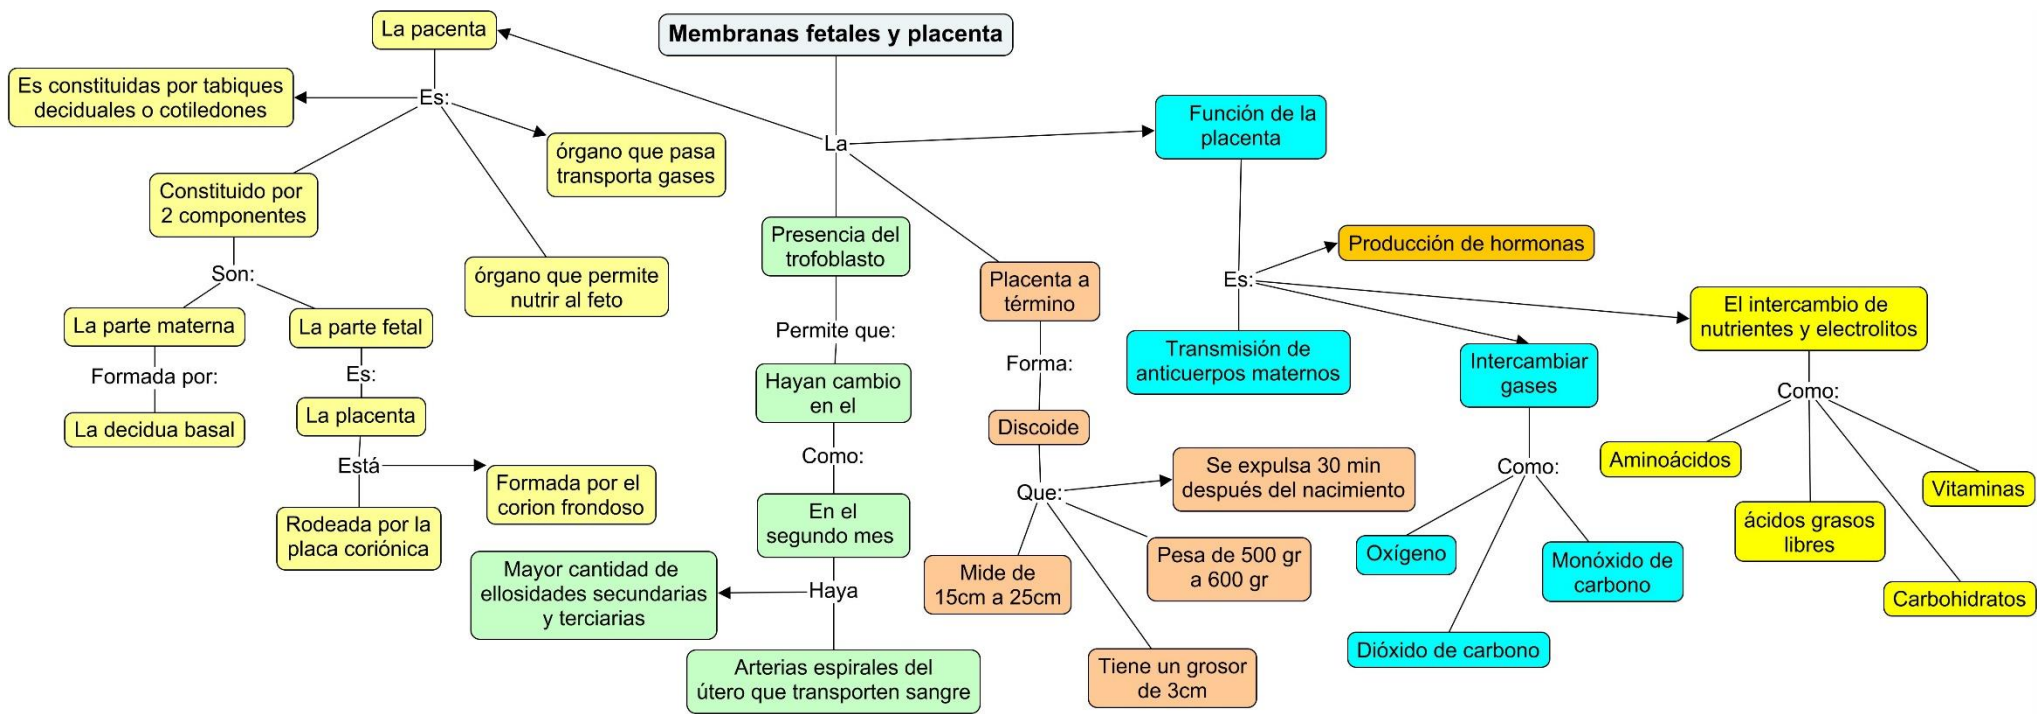 La pacenta
Membranas fetales y placenta
Es constituidas por tabiques
deciduales o cotiledones
Es:
La
Función de la
placenta
órgano que pasa
transporta gases
Constituido por
2 componentes
Presencia del
trofoblasto
Producción de hormonas
Son:
órgano que permite
nutrir al feto
Placenta a
término
Es:
El intercambio de
nutrientes y electrolitos
La parte materna
La parte fetal
Permite que:
Transmisión de
anticuerpos maternos
Intercambiar
gases
Formada por:
Es:
Hayan cambio
en el
Forma:
Como:
La decidua basal
La placenta
Discoide
Está
Como:
Se expulsa 30 min
después del nacimiento
Como:
Aminoácidos
Vitaminas
Formada por el
corion frondoso
Rodeada por la
placa coriónica
En el
segundo mes
Que:
ácidos grasos
libres
Oxígeno
Monóxido de
carbono
Mayor cantidad de
ellosidades secundarias
y terciarias
Haya
Mide de
15cm a 25cm
Pesa de 500 gr
a 600 gr
Carbohidratos
Dióxido de carbono
Arterias espirales del
útero que transporten sangre
Tiene un grosor
de 3cm